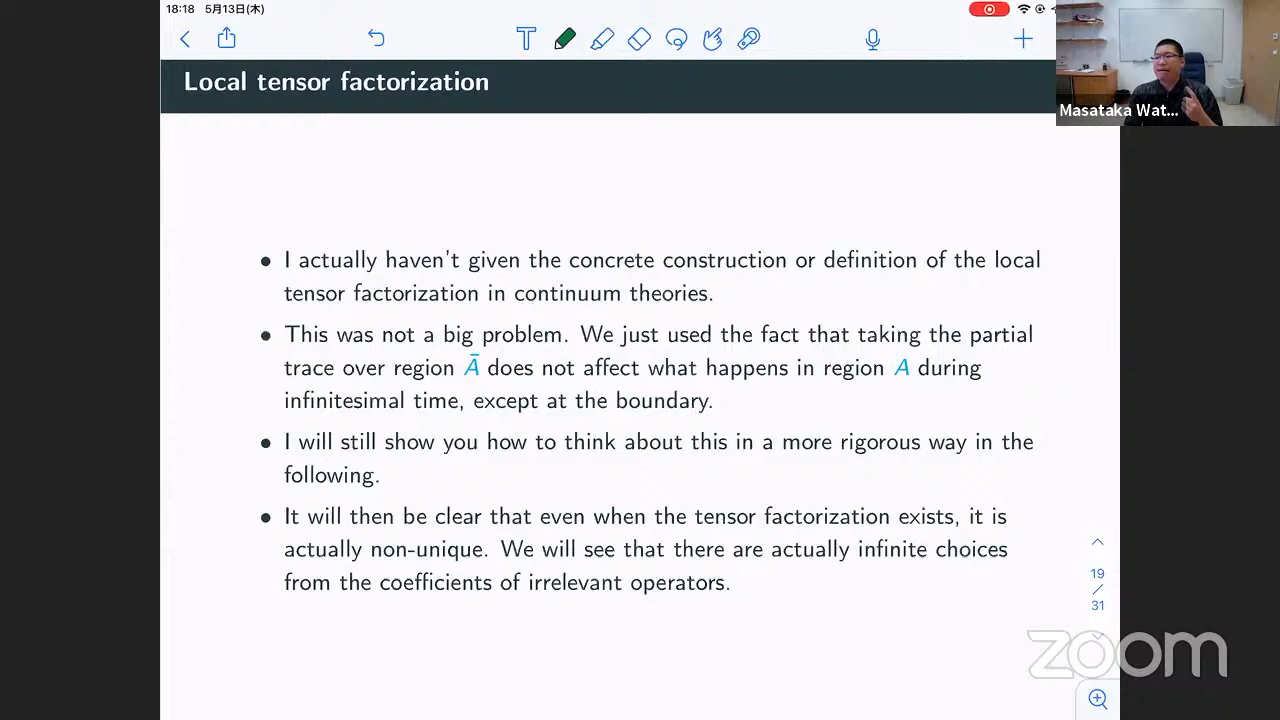 18:18 5月13日(木)
Local tensor factorization
Masataka Wat...
• I actually haven't given the concrete construction or definition of the local
tensor factorization in continuum theories.
• This was not a big problem. We just used the fact that taking the partial
trace over region Ā does not affect what happens in region A during
infinitesimal time, except at the boundary.
• I will still show you how to think about this in a more rigorous way in the
following.
• It will then be clear that even when the tensor factorization exists, it is
actually non-unique. We will see that there are actually infinite choices
from the coefficients of irrelevant operators.
19
/
31
zoom